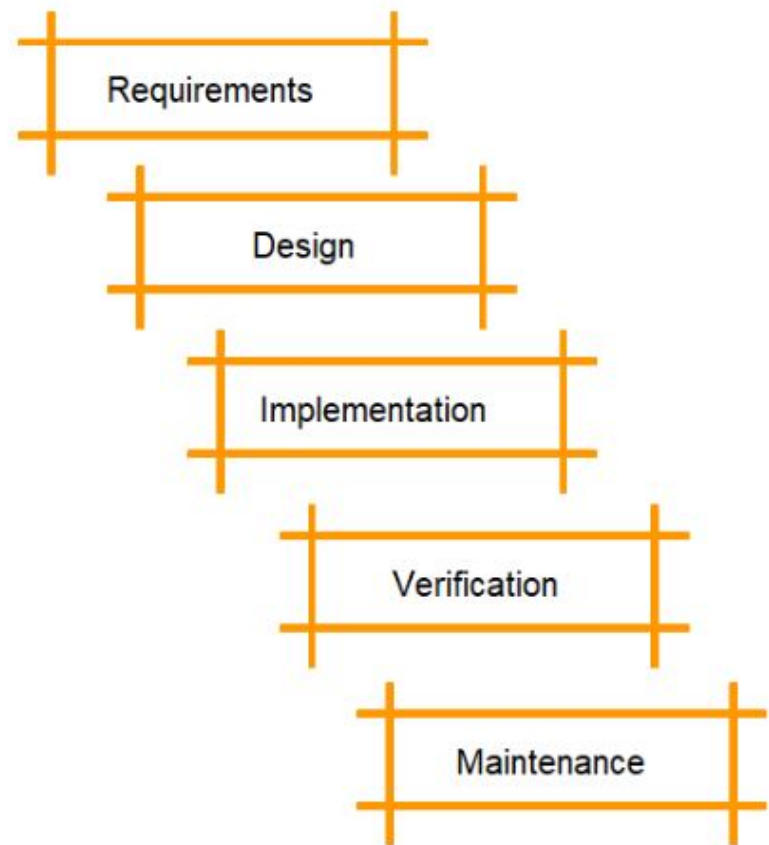 Requirements
Design
Implementation
Verification
Maintenance